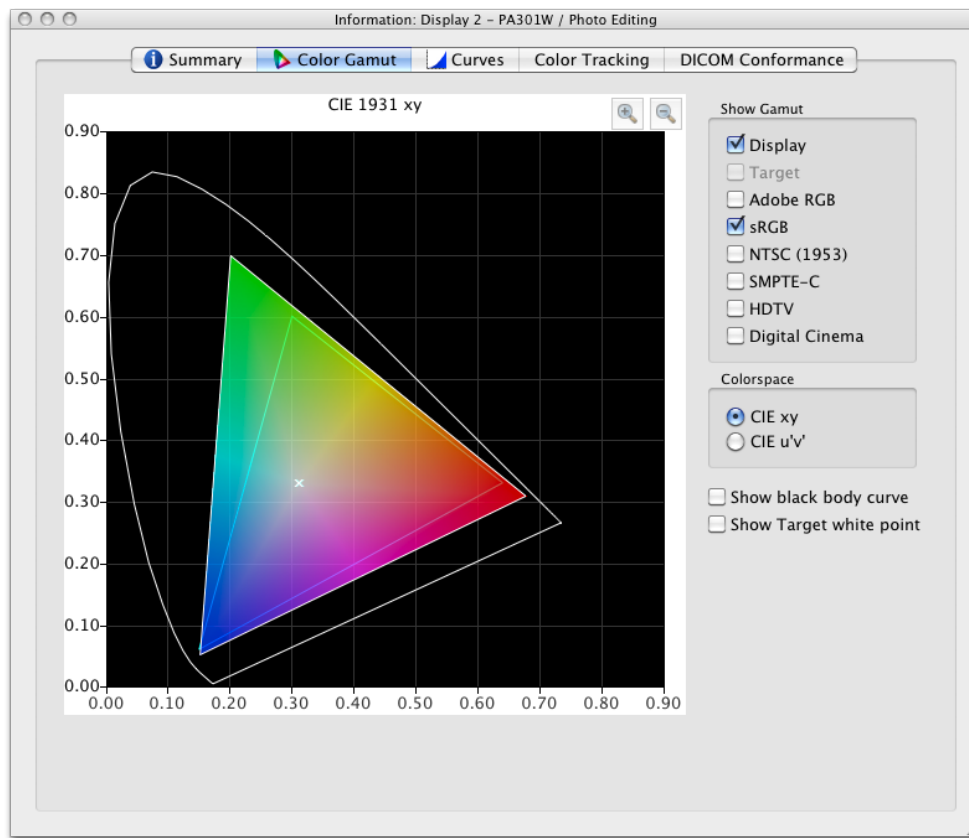 Information: Display 2 – PA301W / Photo Editing
Summary
Color Gamut
Curves
Color Tracking
DICOM Conformance
CIE 1931 xy
0.90
0.80
0.70
0.60
0.50
0.40
0.30
0.20
0.10
0.00
0.00 0.10 0.20 0.30 0.40 0.50 0.60 0.70 0.80 0.90
Show Gamut
Display
Target
Adobe RGB
sRGB
NTSC (1953)
SMPTE-C
HDTV
Digital Cinema
Colorspace
CIE xy
CIE u'v'
Show black body curve
Show Target white point